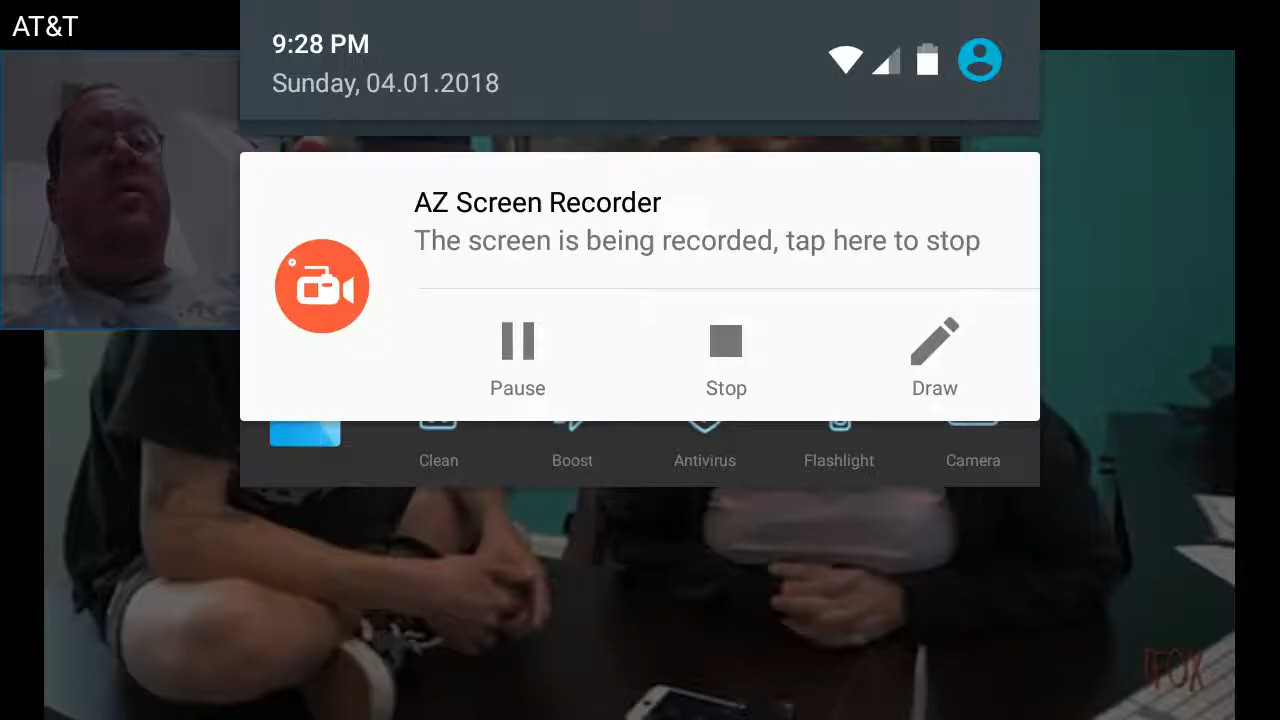 AT&T
9:28 PM
Sunday, 04.01.2018
AZ Screen Recorder
The screen is being recorded, tap here to stop
Pause Stop Draw
Clean Boost Antivirus Flashlight Camera